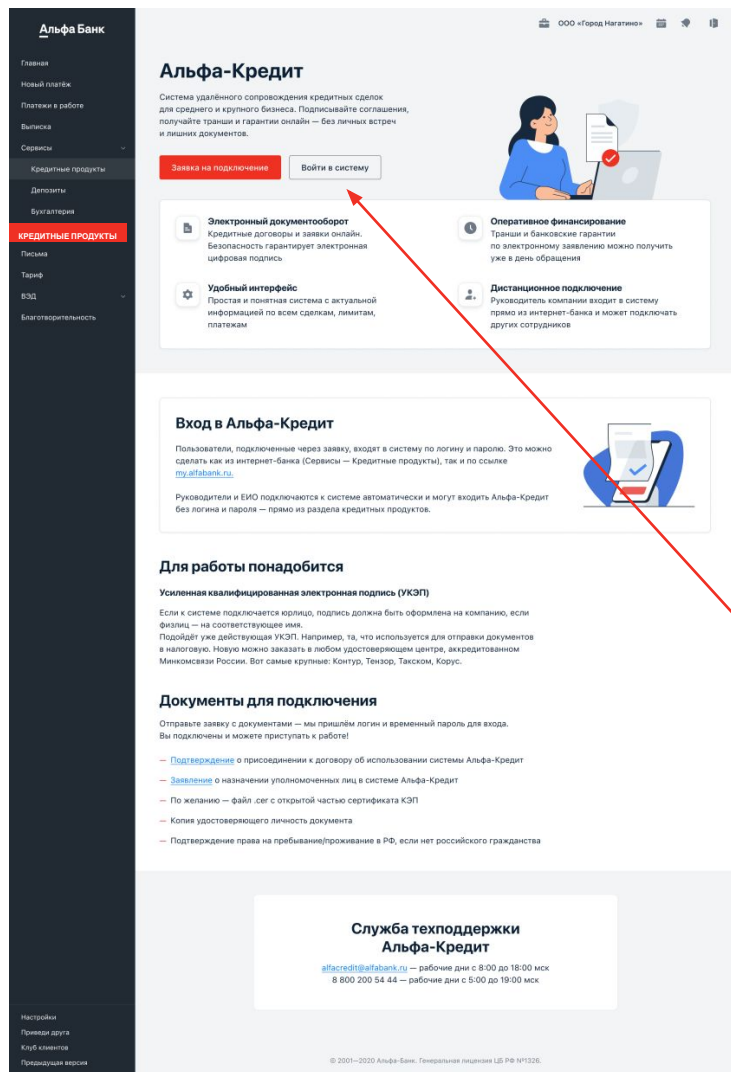 Альфа Банк
ООО «Город Нагатино»
Главная
Новый платёж
Платежи в работе
Выписка
Сервисы
Кредитные продукты
Депозиты
Бухгалтерия
КРЕДИТНЫЕ ПРОДУКТЫ
Письма
Тариф
ВЭД
Благотворительность
Альфа-Кредит
Система удалённого сопровождения кредитных сделок
для среднего и крупного бизнеса. Подписывайте соглашения,
получайте транши и гарантии онлайн — без личных встреч
и лишних документов.
Заявка на подключение
Войти в систему
Электронный документооборот
Кредитные договоры и заявки онлайн.
Безопасность гарантирует электронная
цифровая подпись
Оперативное финансирование
Транши и банковские гарантии
по электронному заявлению можно получить
уже в день обращения
Удобный интерфейс
Простая и понятная система с актуальной
информацией по всем сделкам, лимитам,
платежам
Дистанционное подключение
Руководитель компании входит в систему
прямо из интернет-банка и может подключать
других сотрудников
Вход в Альфа-Кредит
Пользователи, подключенные через заявку, входят в систему по логину и паролю. Это можно
сделать как из интернет-банка (Сервисы — Кредитные продукты), так и по ссылке
my.alfabank.ru.
Руководители и ЕИО подключаются к системе автоматически и могут входить Альфа-Кредит
без логина и пароля — прямо из раздела кредитных продуктов.
Для работы понадобится
Усиленная квалифицированная электронная подпись (УКЭП)
Если к системе подключается юрлицо, подпись должна быть оформлена на компанию, если
физлиц — на соответствующее имя.
Подойдёт уже действующая УКЭП. Например, та, что используется для отправки документов
в налоговую. Новую можно заказать в любом удостоверяющем центре, аккредитованном
Минкомсвязи России. Вот самые крупные: Контур, Тензор, Такском, Корус.
Документы для подключения
Отправьте заявку с документами — мы пришлём логин и временный пароль для входа.
Вы подключены и можете приступать к работе!
— Подтверждение о присоединении к договору об использовании системы Альфа-Кредит
— Заявление о назначении уполномоченных лиц в системе Альфа-Кредит
— По желанию — файл .cer с открытой частью сертификата КЭП
— Копия удостоверяющего личность документа
— Подтверждение права на пребывание/проживание в РФ, если нет российского гражданства
Служба техподдержки
Альфа-Кредит
alfacredit@alfabank.ru — рабочие дни с 8:00 до 18:00 мск
8 800 200 54 44 — рабочие дни с 5:00 до 19:00 мск
Настройки
Приведи друга
Клуб клиентов
Предыдущая версия
© 2001—2020 Альфа-Банк. Генеральная лицензия ЦБ РФ №1326.